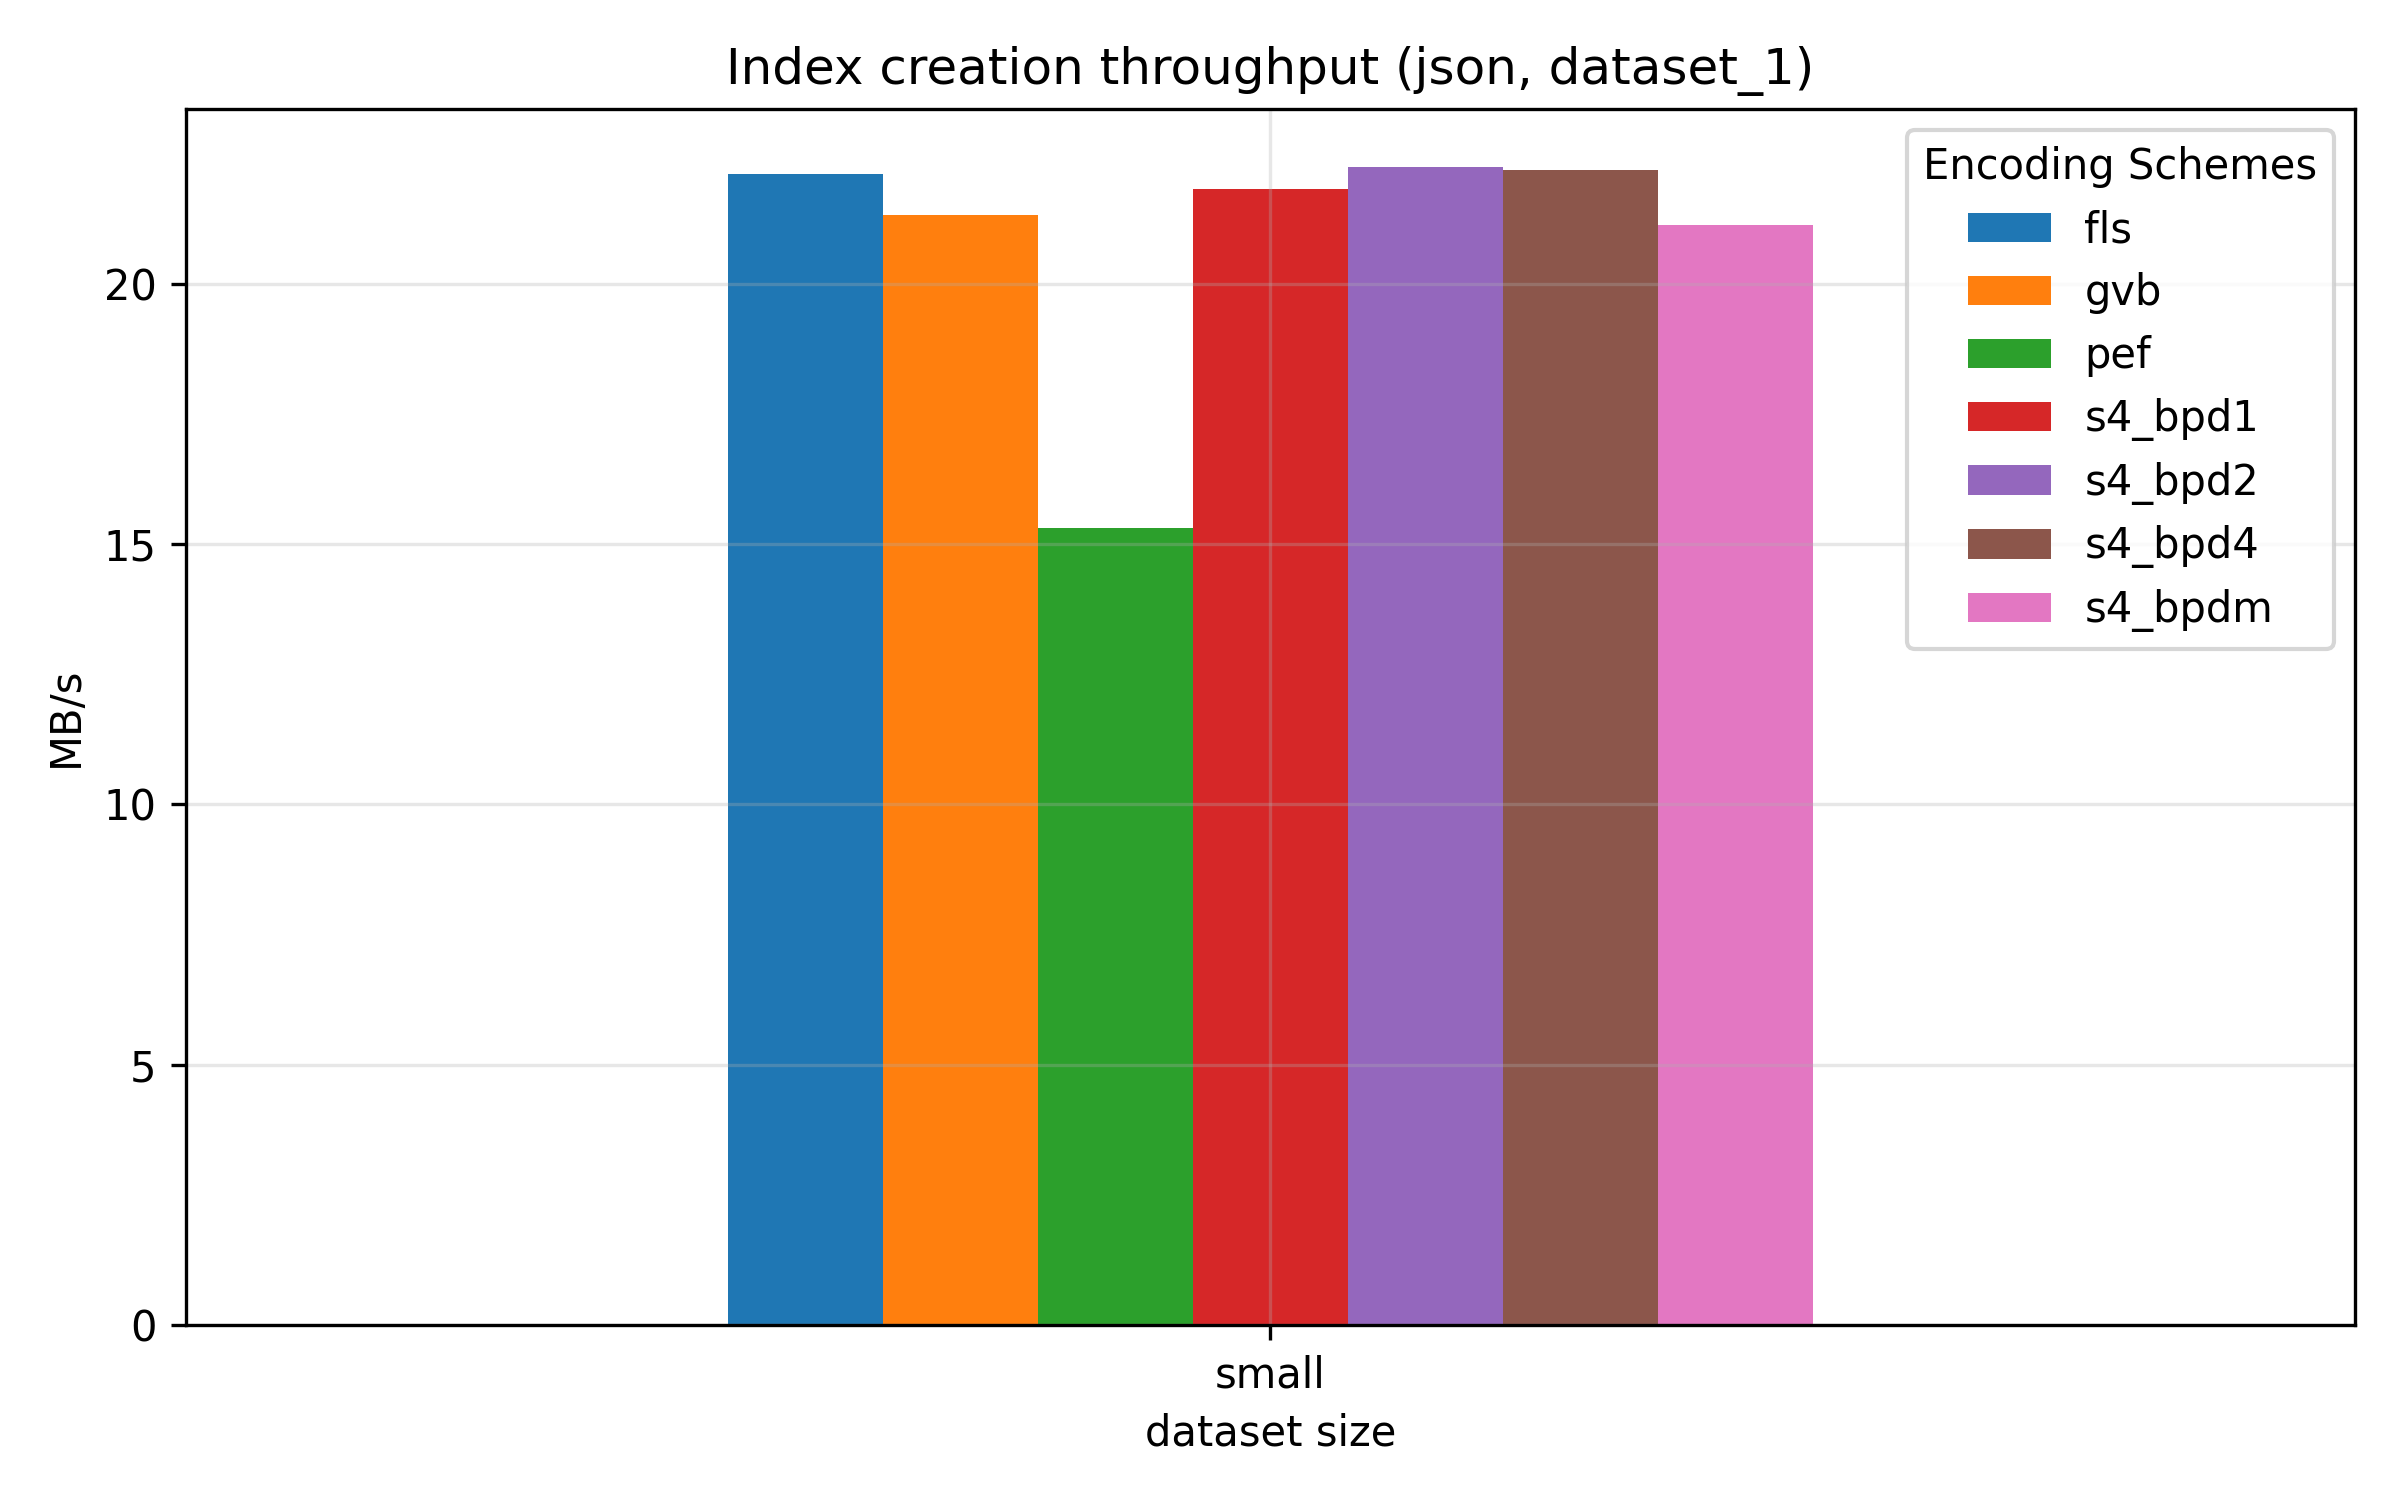 Index creation throughput (json, dataset_1)
Encoding Schemes
fls
gvb
pef
s4_bpd1
s4_bpd2
s4_bpd4
s4_bpdm
20
15
10
5
0
MB/s
small
dataset size